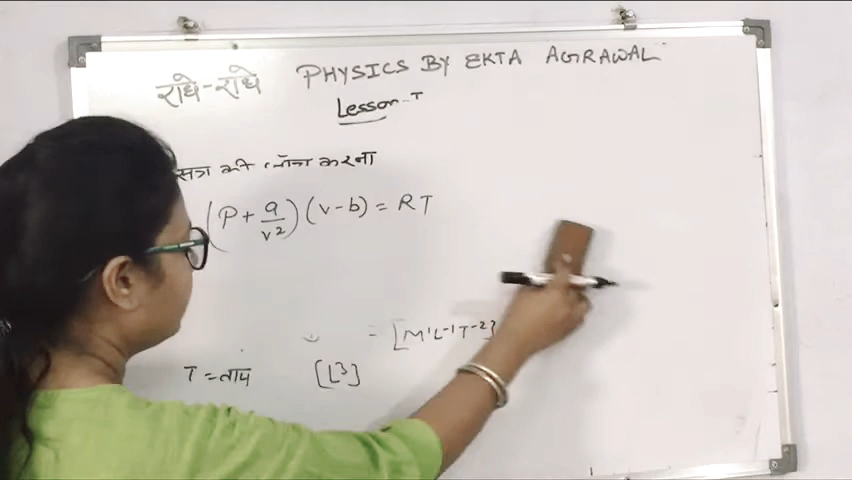 राधे-राधे PHYSICS BY EKTA AGRAWAL
Lesson-
सत्र की जाँच करना
(P + a/v²) (v-b) = RT
= [M¹L⁻¹T⁻²]
T = ताप [L³]